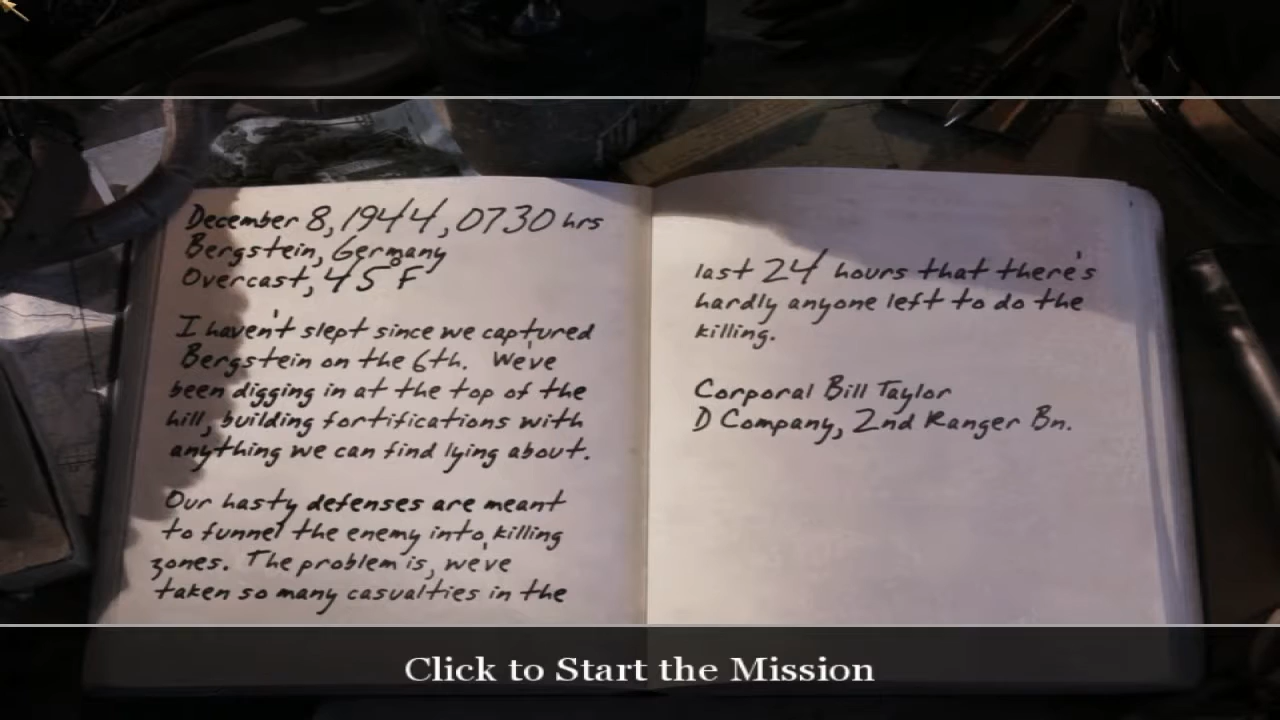 December 8, 1944, 0730 hrs
Bergstein, Germany
Overcast, 45 F
I haven't slept since we captured
Bergstein on the 6th. We've
been digging in at the top of the
hill, building fortifications with
anything we can find lying about.
Our hasty defenses are meant
to funnel the enemy into killing
zones. The problem is, we've
taken so many casualties in the
last 24 hours that there's
hardly anyone left to do the
killing.
Corporal Bill Taylor
D Company, 2nd Ranger Bn.
Click to Start the Mission